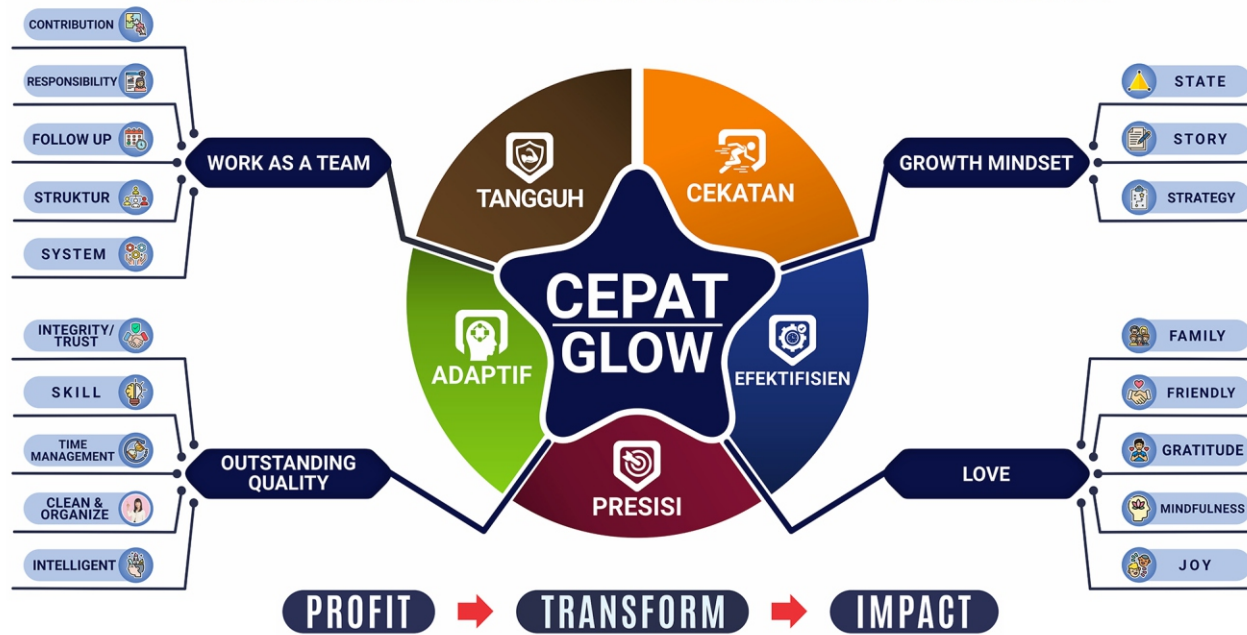 CONTRIBUTION
RESPONSIBILITY
FOLLOW UP
STRUKTUR
SYSTEM
WORK AS A TEAM
INTEGRITY/
TRUST
SKILL
TIME
MANAGEMENT
CLEAN &
ORGANIZE
INTELLIGENT
OUTSTANDING
QUALITY
TANGGUH
CEKATAN
ADAPTIF
EFEKTIFISIEN
PRESISI
CEPAT
GLOW
GROWTH MINDSET
STATE
STORY
STRATEGY
LOVE
FAMILY
FRIENDLY
GRATITUDE
MINDFULNESS
JOY
PROFIT
TRANSFORM
IMPACT